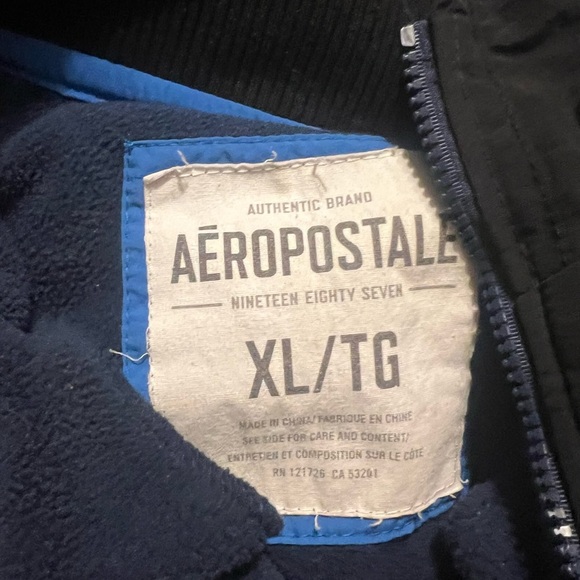 AUTHENTIC BRAND
AĒROPOSTALE
NINETEEN EIGHTY SEVEN
XL/TG
MADE IN CHINA/FABRIQUE EN CHINE
SEE SIDE FOR CARE AND CONTENT/
ENTRETIEN ET COMPOSITION SUR LE CÔTE
RN 121726 CA 53201